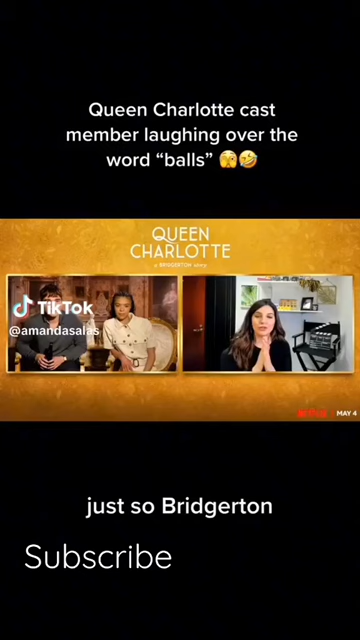 Queen Charlotte cast
member laughing over the
word “balls” 🫣🤣
QUEEN
CHARLOTTE
a BRIDGERTON story
TikTok
@amandasalas
NETFLIX | MAY 4
just so Bridgerton
Subscribe